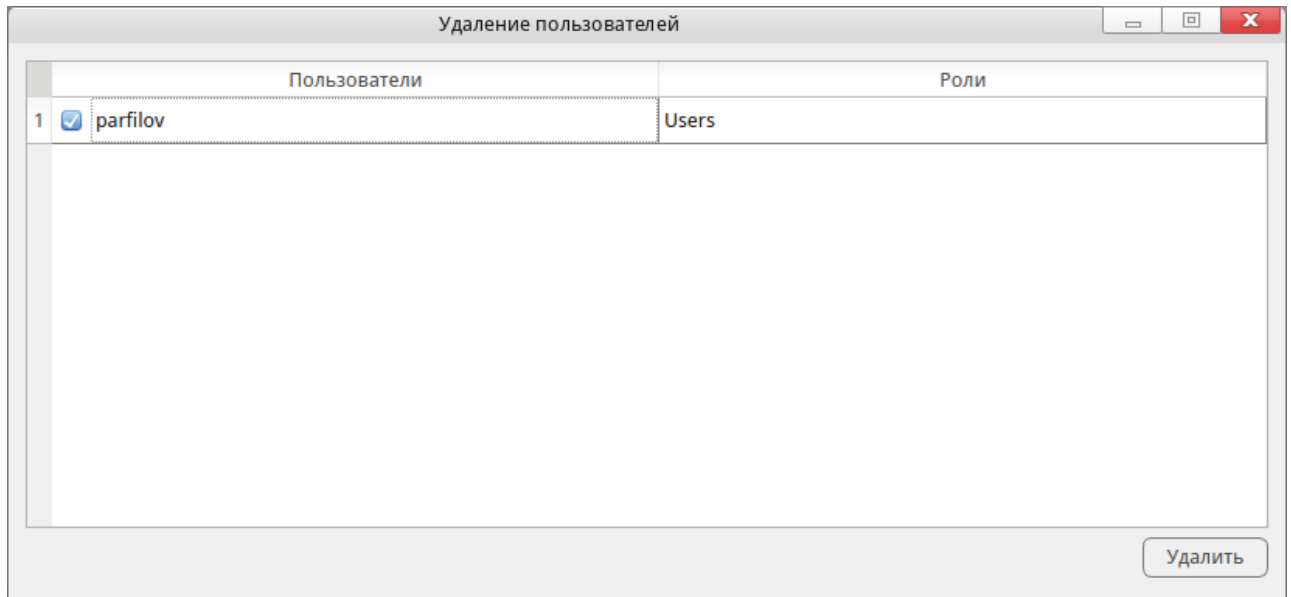 Удаление пользователей
Пользователи Роли
1 parfilov Users
Удалить